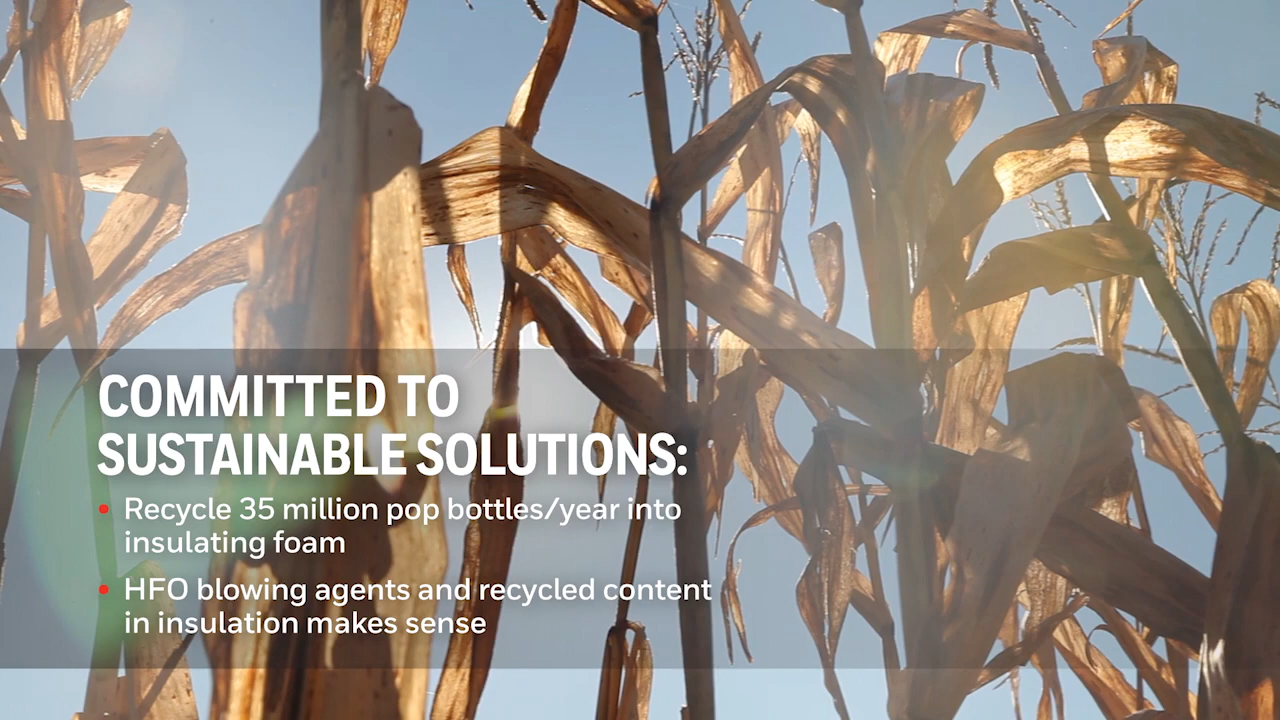 COMMITTED TO
SUSTAINABLE SOLUTIONS:
• Recycle 35 million pop bottles/year into
insulating foam
• HFO blowing agents and recycled content
in insulation makes sense